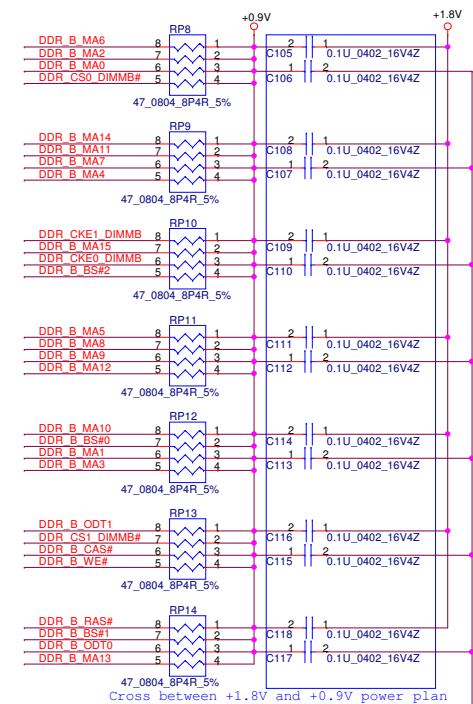 +0.9V +1.8V
RP8
DDR_B_MA6 8 1 2 1
DDR_B_MA2 7 2 C105 0.1U_0402_16V4Z
DDR_B_MA0 6 3 1 2
DDR_CS0_DIMMB# 5 4 C106 0.1U_0402_16V4Z
47_0804_8P4R_5%
RP9
DDR_B_MA14 8 1 2 1
DDR_B_MA11 7 2 C108 0.1U_0402_16V4Z
DDR_B_MA7 6 3 1 2
DDR_B_MA4 5 4 C107 0.1U_0402_16V4Z
47_0804_8P4R_5%
RP10
DDR_CKE1_DIMMB 8 1 2 1
DDR_B_MA15 7 2 C109 0.1U_0402_16V4Z
DDR_CKE0_DIMMB 6 3 1 2
DDR_B_BS#2 5 4 C110 0.1U_0402_16V4Z
47_0804_8P4R_5%
RP11
DDR_B_MA5 8 1 2 1
DDR_B_MA8 7 2 C111 0.1U_0402_16V4Z
DDR_B_MA9 6 3 1 2
DDR_B_MA12 5 4 C112 0.1U_0402_16V4Z
47_0804_8P4R_5%
RP12
DDR_B_MA10 8 1 2 1
DDR_B_BS#0 7 2 C114 0.1U_0402_16V4Z
DDR_B_MA1 6 3 1 2
DDR_B_MA3 5 4 C113 0.1U_0402_16V4Z
47_0804_8P4R_5%
RP13
DDR_B_ODT1 8 1 2 1
DDR_CS1_DIMMB# 7 2 C116 0.1U_0402_16V4Z
DDR_B_CAS# 6 3 1 2
DDR_B_WE# 5 4 C115 0.1U_0402_16V4Z
47_0804_8P4R_5%
RP14
DDR_B_RAS# 8 1 2 1
DDR_B_BS#1 7 2 C118 0.1U_0402_16V4Z
DDR_B_ODT0 6 3 1 2
DDR_B_MA13 5 4 C117 0.1U_0402_16V4Z
47_0804_8P4R_5%
Cross between +1.8V and +0.9V power plan